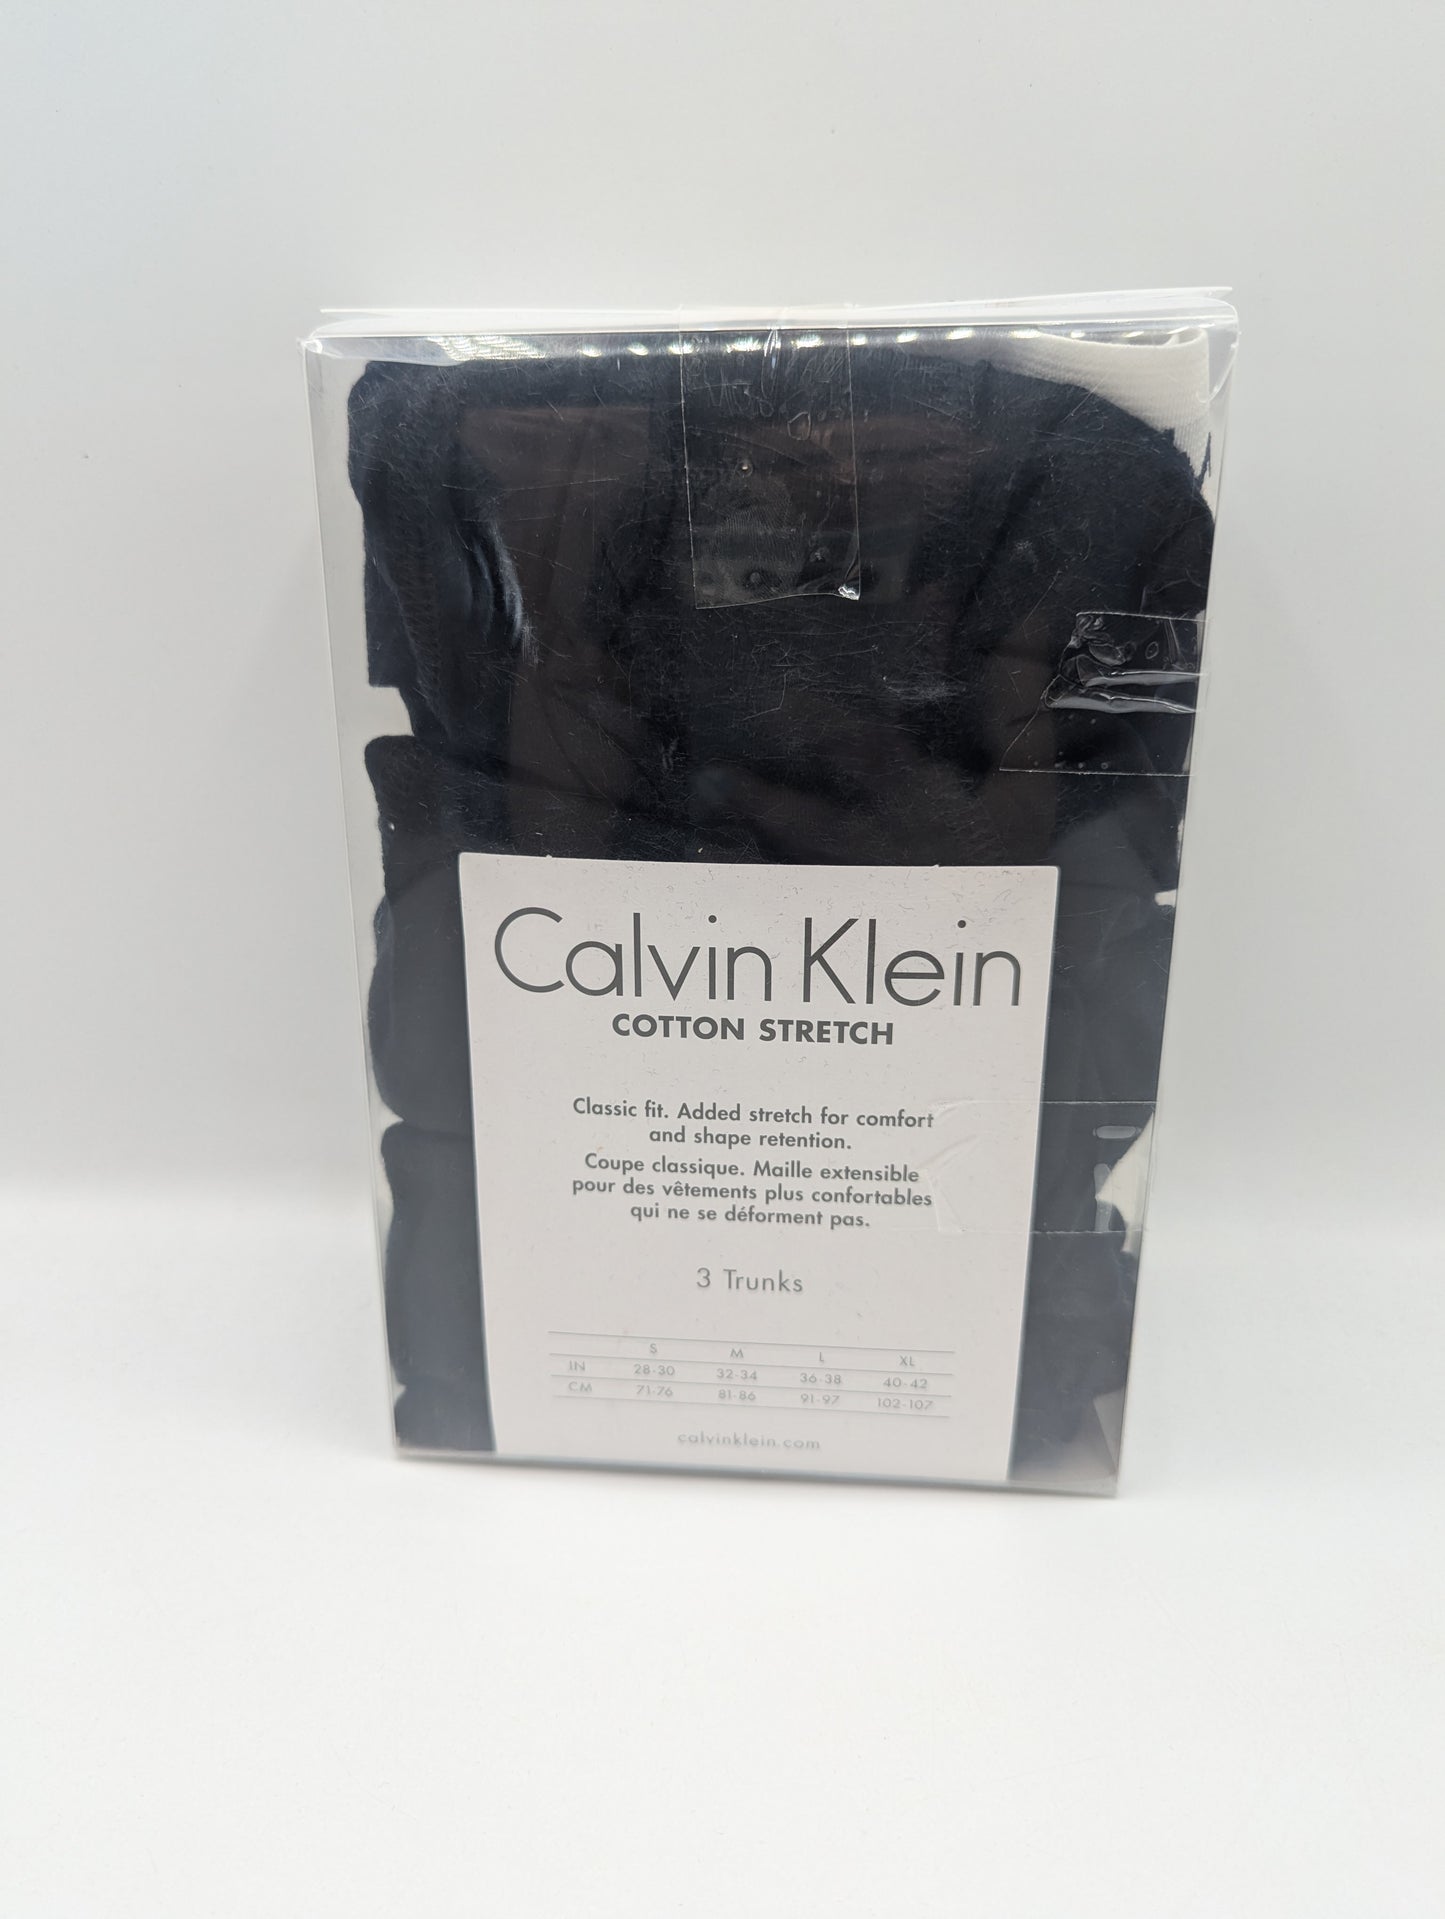 Calvin Klein
COTTON STRETCH
Classic fit. Added stretch for comfort
and shape retention.
Coupe classique. Maille extensible
pour des vêtements plus confortables
qui ne se déforment pas.
3 Trunks
S M L XL
IN 28-30 32-34 36-38 40-42
CM 71-76 81-86 91-97 102-107
calvinklein.com